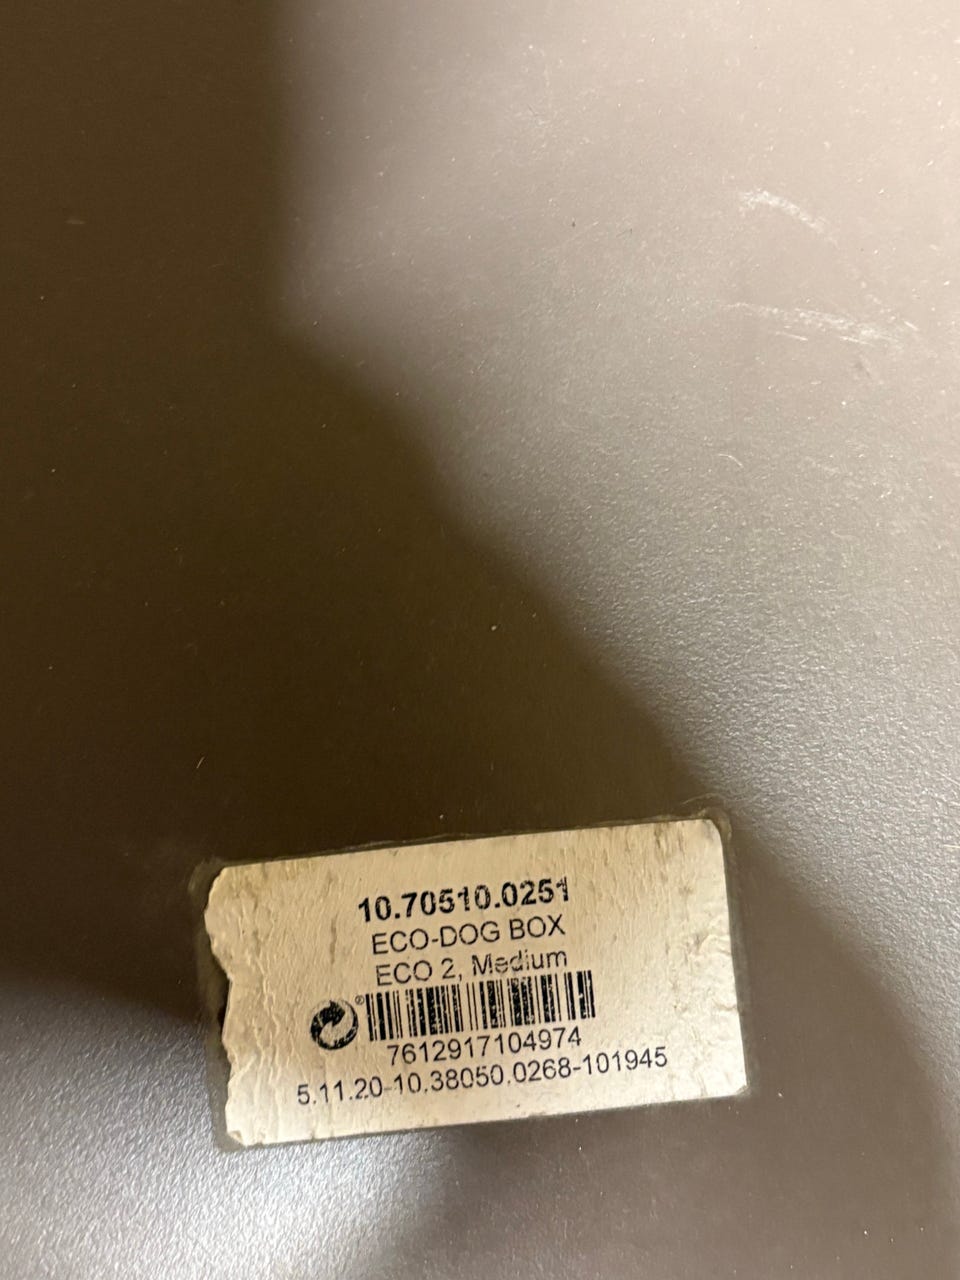 10.70510.0251
ECO-DOG BOX
ECO 2, Medium
®
7612917104974
5.11.20-10.38050.0268-101945